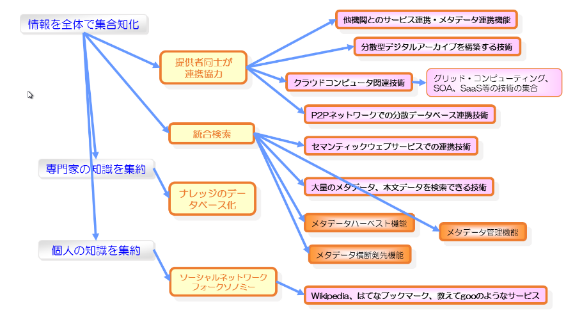 情報を全体で集合知化
他機関とのサービス連携・メタデータ連携機能
分散型デジタルアーカイブを構築する技術
提供者同士が
連携協力
クラウドコンピュータ関連技術
グリッド・コンピューティング、
SOA、SaaS等の技術の集合
P2Pネットワークでの分散データベース連携技術
統合検索
セマンティックウェブサービスでの連携技術
専門家の知識を集約
大量のメタデータ、本文データを検索できる技術
ナレッジのデー
タベース化
メタデータハーベスト機能
メタデータ管理機能
個人の知識を集約
メタデータ横断宛先機能
ソーシャルネットワーク
フォークソノミー
Wikipedia、はてなブックマーク、教えてgooのようなサービス